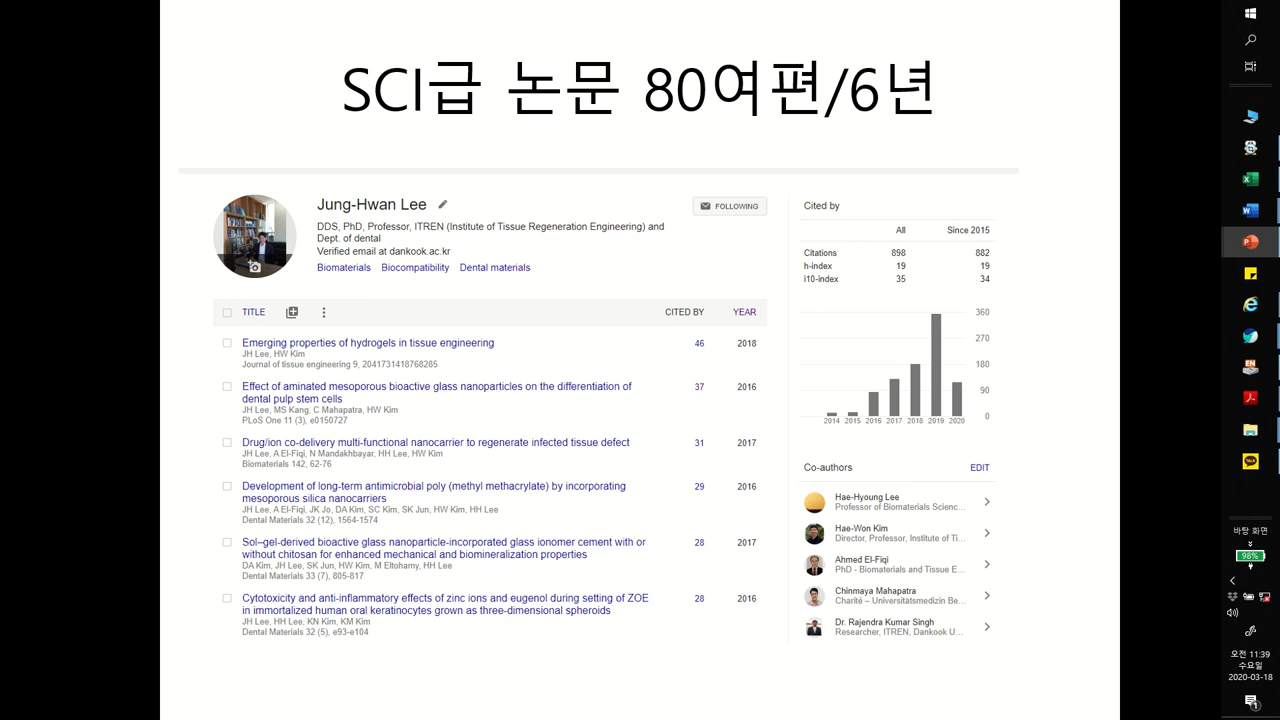 SCI급 논문 80여편/6년
Jung-Hwan Lee
FOLLOWING
DDS, PhD, Professor, ITREN (Institute of Tissue Regeneration Engineering) and
Dept. of dental
Verified email at dankook.ac.kr
Biomaterials Biocompatibility Dental materials
TITLE CITED BY YEAR
Emerging properties of hydrogels in tissue engineering 46 2018
JH Lee, HW Kim
Journal of tissue engineering 9, 2041731418768285
Effect of aminated mesoporous bioactive glass nanoparticles on the differentiation of 37 2016
dental pulp stem cells
JH Lee, MS Kang, C Mahapatra, HW Kim
PLoS One 11 (3), e0150727
Drug/ion co-delivery multi-functional nanocarrier to regenerate infected tissue defect 31 2017
JH Lee, A El-Fiqi, N Mandakhbayar, HH Lee, HW Kim
Biomaterials 142, 62-76
Development of long-term antimicrobial poly (methyl methacrylate) by incorporating 29 2016
mesoporous silica nanocarriers
JH Lee, A El-Fiqi, JK Jo, DA Kim, SC Kim, SK Jun, HW Kim, HH Lee
Dental Materials 32 (12), 1564-1574
Sol–gel-derived bioactive glass nanoparticle-incorporated glass ionomer cement with or 28 2017
without chitosan for enhanced mechanical and biomineralization properties
DA Kim, JH Lee, SK Jun, HW Kim, M Eltohamy, HH Lee
Dental Materials 33 (7), 805-817
Cytotoxicity and anti-inflammatory effects of zinc ions and eugenol during setting of ZOE 28 2016
in immortalized human oral keratinocytes grown as three-dimensional spheroids
JH Lee, HH Lee, KN Kim, KM Kim
Dental Materials 32 (5), e93-e104
Cited by
All Since 2015
Citations 898 882
h-index 19 19
i10-index 35 34
360
270
180
90
0
2014 2015 2016 2017 2018 2019 2020
Co-authors EDIT
Hae-Hyoung Lee
Professor of Biomaterials Scienc…
Hae-Won Kim
Director, Professor, Institute of Ti…
Ahmed El-Fiqi
PhD - Biomaterials and Tissue E…
Chinmaya Mahapatra
Charité – Universitätsmedizin Be…
Dr. Rajendra Kumar Singh
Researcher, ITREN, Dankook U…
EN
TALK
바탕 화면
98%
오전 11:39
수요일
2020-03-18
1